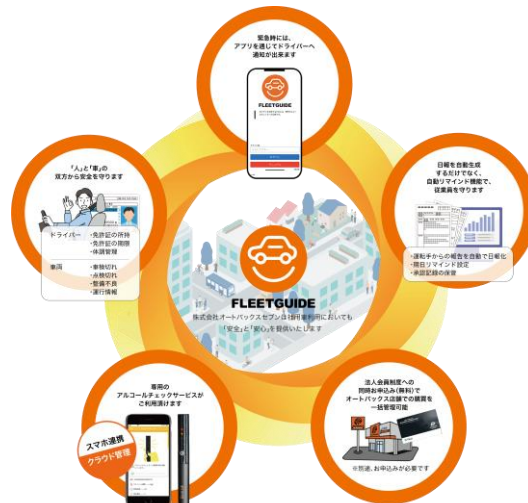 緊急時には、
アプリを通じてドライバーへ
通知が出来ます
FLEETGUIDE
「人」と「車」の
双方から安全を守ります
ドライバー
・免許証の所持
・免許証の期限
・体調管理
車両
・車検切れ
・点検切れ
・整備不良
・運行情報
日報を自動生成
するだけでなく、
自動リマインド機能で、
従業員を守ります
・運転手からの報告を自動で日報化
・期日リマインド設定
・承認記録の保管
FLEETGUIDE
株式会社オートバックスセブンは社用車利用においても
「安全」と「安心」を提供いたします
専用の
アルコールチェックサービスが
ご利用頂けます
スマホ連携
クラウド管理
法人会員制度への
同時お申込み(無料)で
オートバックス店舗での購買を
一括管理可能
※別途、お申込みが必要です